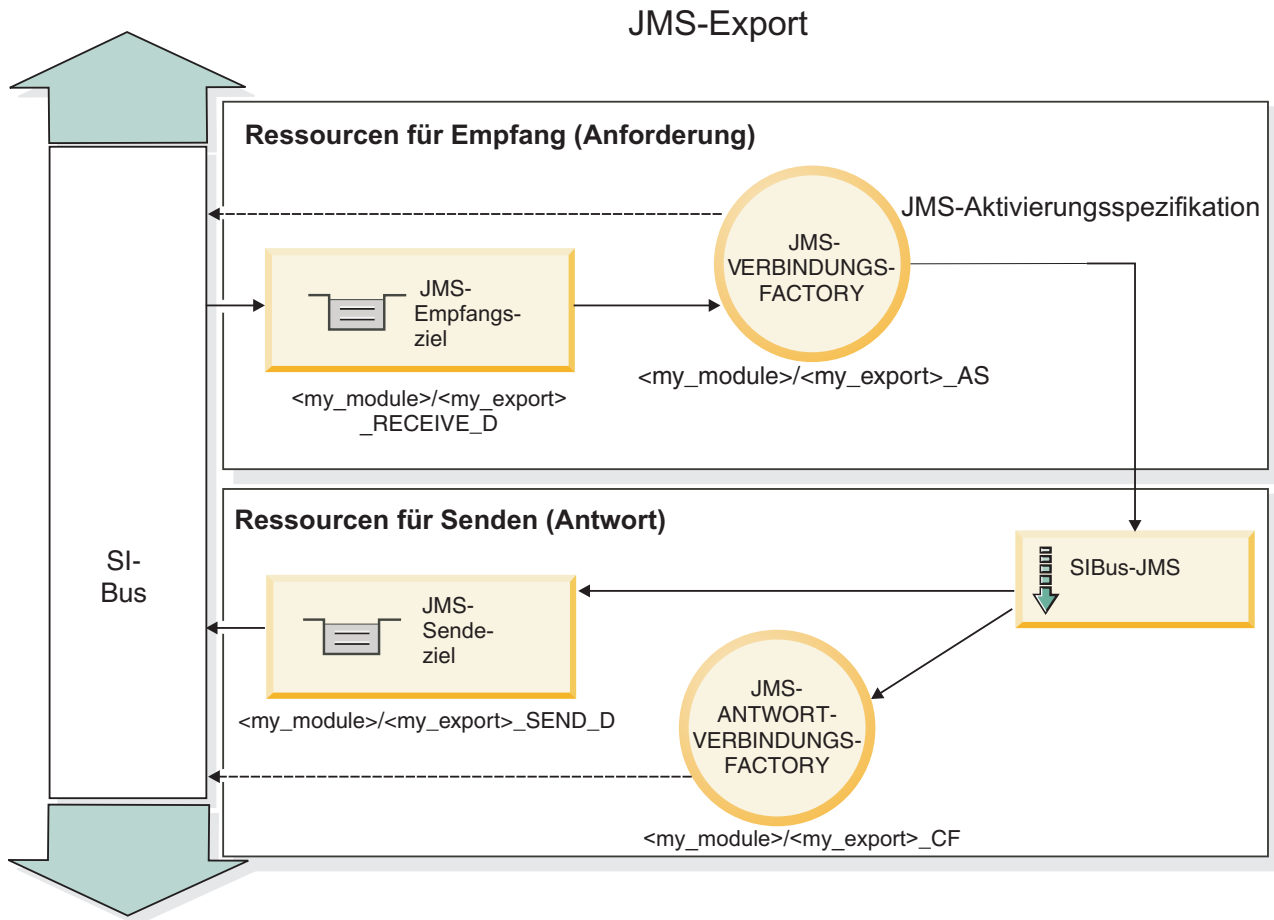 JMS-Export
Ressourcen für Empfang (Anforderung)
JMS-Aktivierungsspezifikation
JMS-
VERBINDUNGS-
FACTORY
JMS-
Empfangs-
ziel
<my_module>/<my_export>_AS
<my_module>/<my_export>
_RECEIVE_D
Ressourcen für Senden (Antwort)
SI-
Bus
SIBus-JMS
JMS-
Sende-
ziel
<my_module>/<my_export>_SEND_D
JMS-
ANTWORT-
VERBINDUNGS-
FACTORY
<my_module>/<my_export>_CF